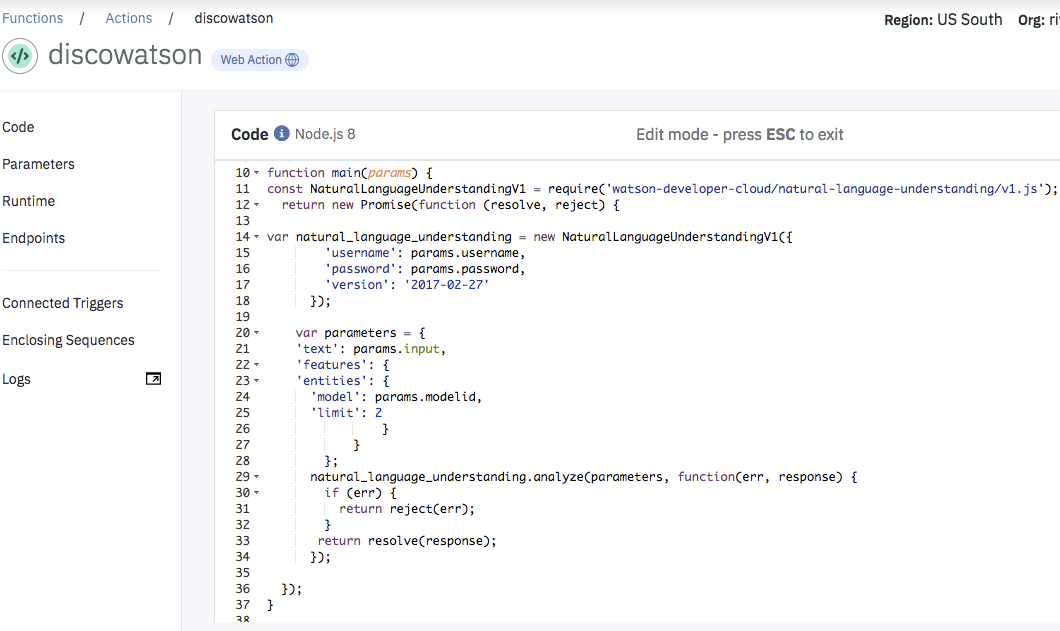 Functions / Actions / discowatson
Region: US South Org: ri
</> discowatson Web Action
Code
Parameters
Runtime
Endpoints
Connected Triggers
Enclosing Sequences
Logs
Code i Node.js 8 Edit mode - press ESC to exit
10 function main(params) {
11 const NaturalLanguageUnderstandingV1 = require('watson-developer-cloud/natural-language-understanding/v1.js');
12 return new Promise(function (resolve, reject) {
13
14 var natural_language_understanding = new NaturalLanguageUnderstandingV1({
15 'username': params.username,
16 'password': params.password,
17 'version': '2017-02-27'
18 });
19
20 var parameters = {
21 'text': params.input,
22 'features': {
23 'entities': {
24 'model': params.modelid,
25 'limit': 2
26 }
27 }
28 };
29 natural_language_understanding.analyze(parameters, function(err, response) {
30 if (err) {
31 return reject(err);
32 }
33 return resolve(response);
34 });
35
36 });
37 }
38